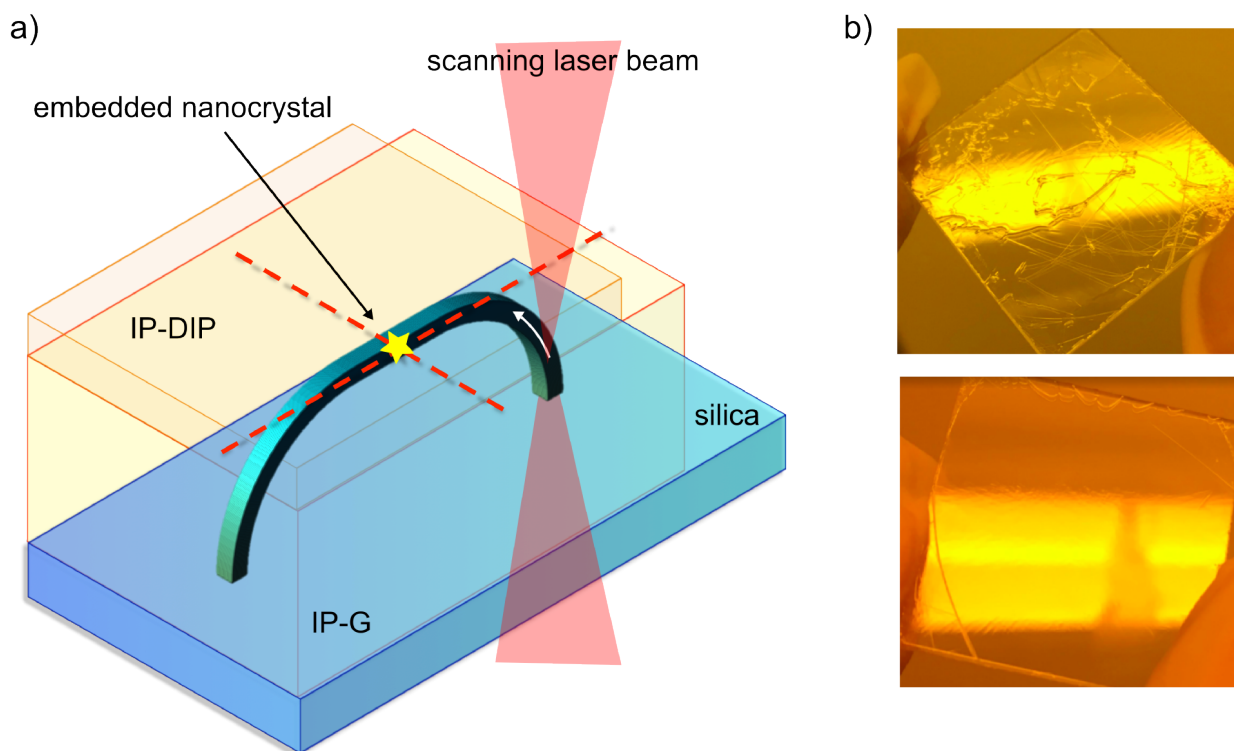 a)
b)
scanning laser beam
embedded nanocrystal
IP-DIP
silica
IP-G